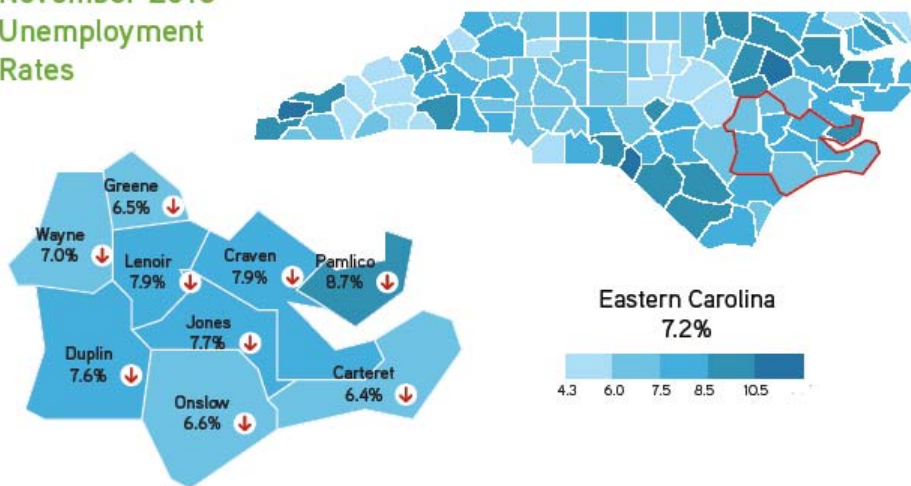 Unemployment
Rates
Greene
6.5%
Wayne
7.0%
Lenoir
7.9%
Craven
7.9%
Pamlico
8.7%
Jones
7.7%
Duplin
7.6%
Carteret
6.4%
Onslow
6.6%
Eastern Carolina
7.2%
4.3 6.0 7.5 8.5 10.5